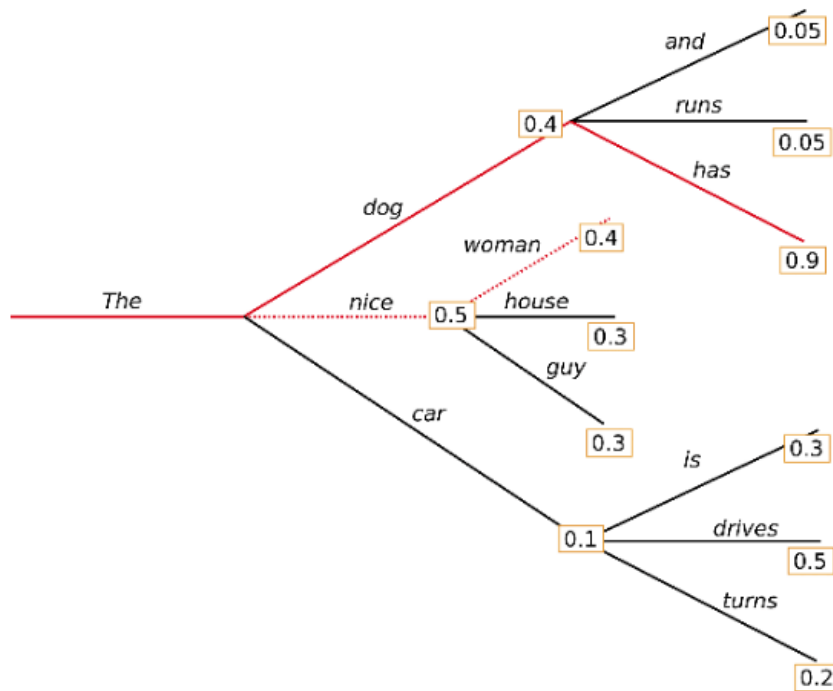 and
0.05
0.4
runs
0.05
has
dog
woman
0.4
0.9
The
nice
0.5
house
0.3
guy
car
0.3
is
0.3
0.1
drives
0.5
turns
0.2